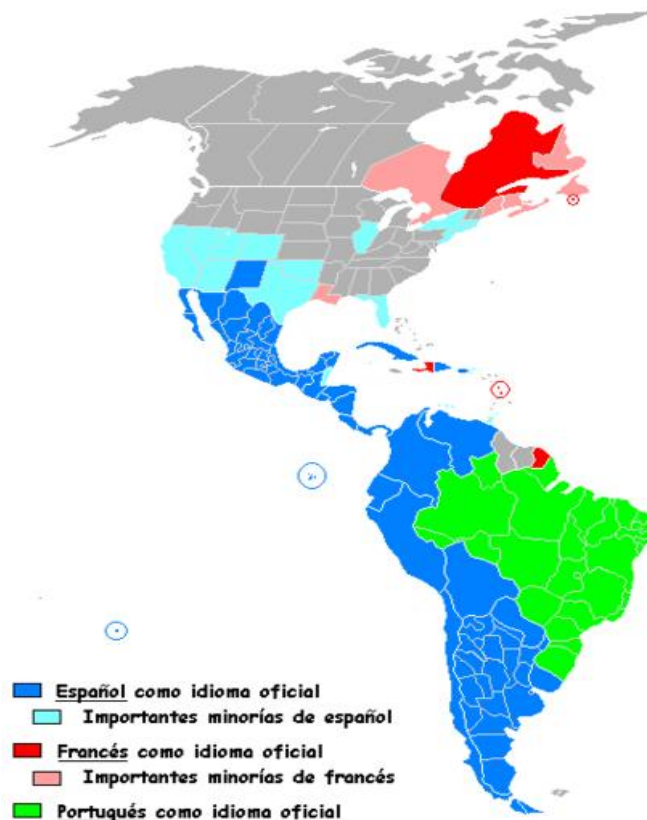 Español como idioma oficial
Importantes minorías de español
Francés como idioma oficial
Importantes minorías de francés
Portugués como idioma oficial